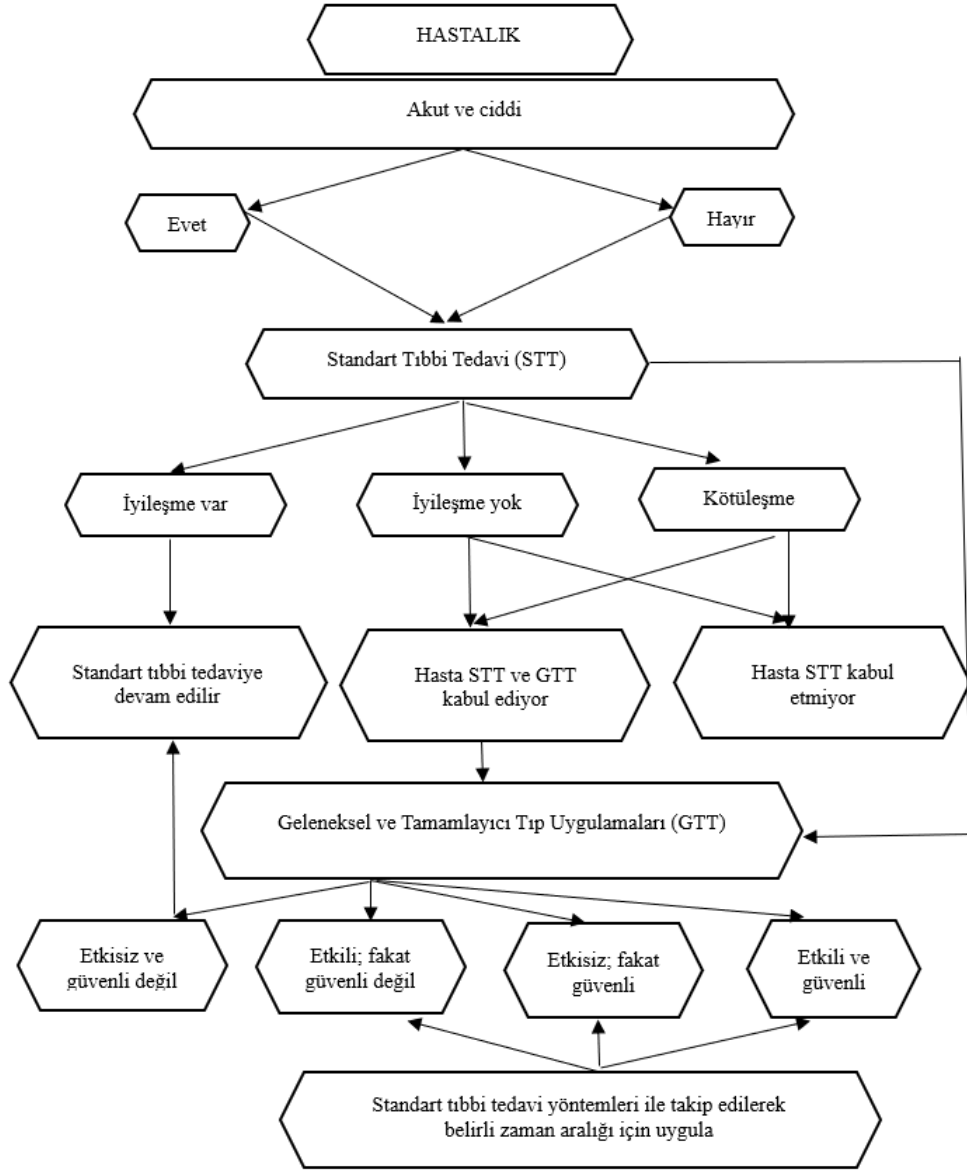 HASTALIK
Akut ve ciddi
Evet
Hayır
Standart Tıbbi Tedavi (STT)
İyileşme var
İyileşme yok
Kötüleşme
Standart tıbbi tedaviye
devam edilir
Hasta STT ve GTT
kabul ediyor
Hasta STT kabul
etmiyor
Geleneksel ve Tamamlayıcı Tıp Uygulamaları (GTT)
Etkisiz ve
güvenli değil
Etkili; fakat
güvenli değil
Etkisiz; fakat
güvenli
Etkili ve
güvenli
Standart tıbbi tedavi yöntemleri ile takip edilerek
belirli zaman aralığı için uygula